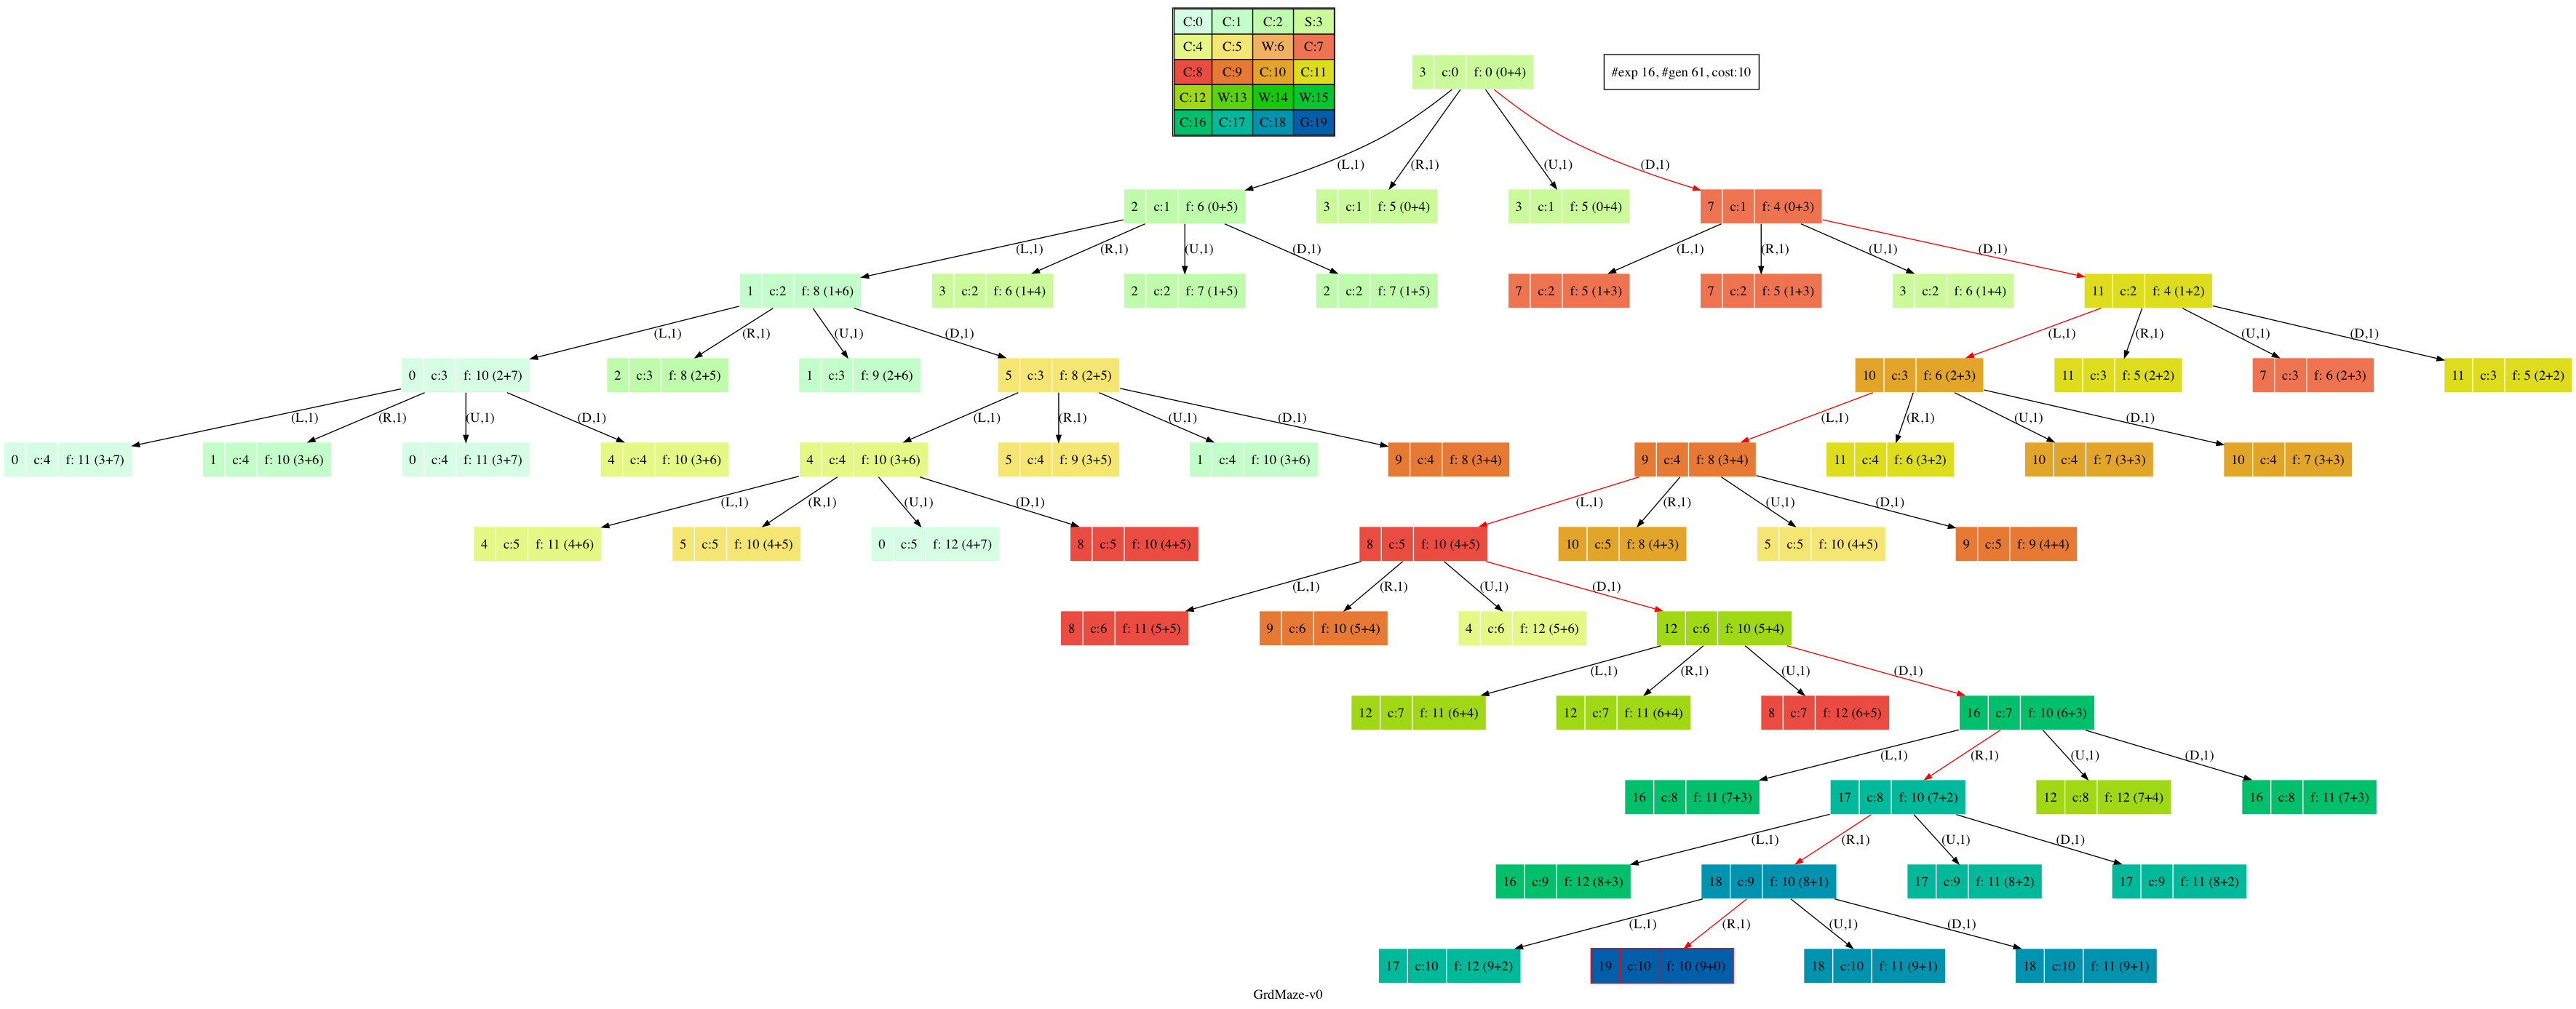 C:0 C:1 C:2 S:3
C:4 C:5 W:6 C:7
C:8 C:9 C:10 C:11
C:12 W:13 W:14 W:15
C:16 C:17 C:18 G:19
3 c:0 f: 0 (0+4)
#exp 16, #gen 61, cost:10
(L,1) (R,1) (U,1) (D,1)
2 c:1 f: 6 (0+5) 3 c:1 f: 5 (0+4) 3 c:1 f: 5 (0+4) 7 c:1 f: 4 (0+3)
(L,1) (R,1) (U,1) (D,1) (L,1) (R,1) (U,1) (D,1)
1 c:2 f: 8 (1+6) 3 c:2 f: 6 (1+4) 2 c:2 f: 7 (1+5) 2 c:2 f: 7 (1+5) 7 c:2 f: 5 (1+3) 7 c:2 f: 5 (1+3) 3 c:2 f: 6 (1+4) 11 c:2 f: 4 (1+2)
(L,1) (R,1) (U,1) (D,1) (L,1) (R,1) (U,1) (D,1)
0 c:3 f: 10 (2+7) 2 c:3 f: 8 (2+5) 1 c:3 f: 9 (2+6) 5 c:3 f: 8 (2+5) 10 c:3 f: 6 (2+3) 11 c:3 f: 5 (2+2) 7 c:3 f: 6 (2+3) 11 c:3 f: 5 (2+2)
(L,1) (R,1) (U,1) (D,1) (L,1) (R,1) (U,1) (D,1) (L,1) (R,1) (U,1) (D,1)
0 c:4 f: 11 (3+7) 1 c:4 f: 10 (3+6) 0 c:4 f: 11 (3+7) 4 c:4 f: 10 (3+6) 4 c:4 f: 10 (3+6) 5 c:4 f: 9 (3+5) 1 c:4 f: 10 (3+6) 9 c:4 f: 8 (3+4) 9 c:4 f: 8 (3+4) 11 c:4 f: 6 (3+2) 10 c:4 f: 7 (3+3) 10 c:4 f: 7 (3+3)
(L,1) (R,1) (U,1) (D,1) (L,1) (R,1) (U,1) (D,1)
4 c:5 f: 11 (4+6) 5 c:5 f: 10 (4+5) 0 c:5 f: 12 (4+7) 8 c:5 f: 10 (4+5) 8 c:5 f: 10 (4+5) 10 c:5 f: 8 (4+3) 5 c:5 f: 10 (4+5) 9 c:5 f: 9 (4+4)
(L,1) (R,1) (U,1) (D,1)
8 c:6 f: 11 (5+5) 9 c:6 f: 10 (5+4) 4 c:6 f: 12 (5+6) 12 c:6 f: 10 (5+4)
(L,1) (R,1) (U,1) (D,1)
12 c:7 f: 11 (6+4) 12 c:7 f: 11 (6+4) 8 c:7 f: 12 (6+5) 16 c:7 f: 10 (6+3)
(L,1) (R,1) (U,1) (D,1)
16 c:8 f: 11 (7+3) 17 c:8 f: 10 (7+2) 12 c:8 f: 12 (7+4) 16 c:8 f: 11 (7+3)
(L,1) (R,1) (U,1) (D,1)
16 c:9 f: 12 (8+3) 18 c:9 f: 10 (8+1) 17 c:9 f: 11 (8+2) 17 c:9 f: 11 (8+2)
(L,1) (R,1) (U,1) (D,1)
17 c:10 f: 12 (9+2) 19 c:10 f: 10 (9+0) 18 c:10 f: 11 (9+1) 18 c:10 f: 11 (9+1)
GrdMaze-v0